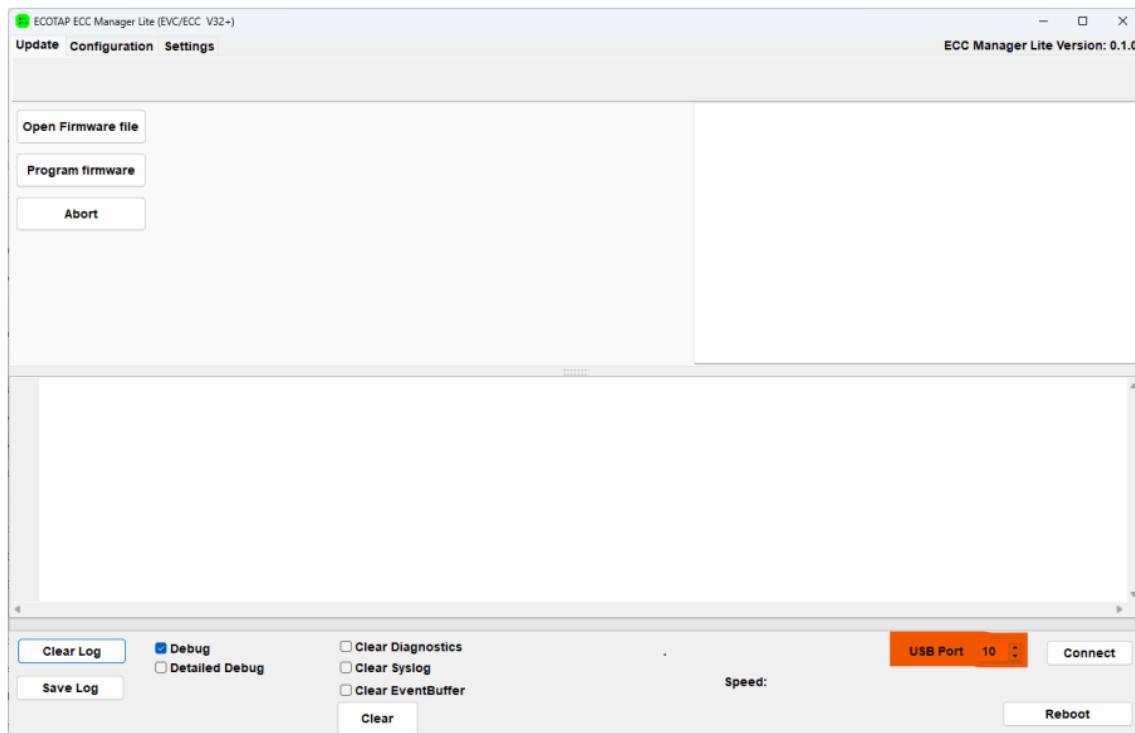 ECOTAP ECC Manager Lite (EVC/ECC V32+)
Update Configuration Settings
ECC Manager Lite Version: 0.1.0
Open Firmware file
Program firmware
Abort
Clear Log
Debug
Clear Diagnostics
USB Port 10
Connect
Detailed Debug
Clear Syslog
Save Log
Clear EventBuffer
Speed:
Clear
Reboot